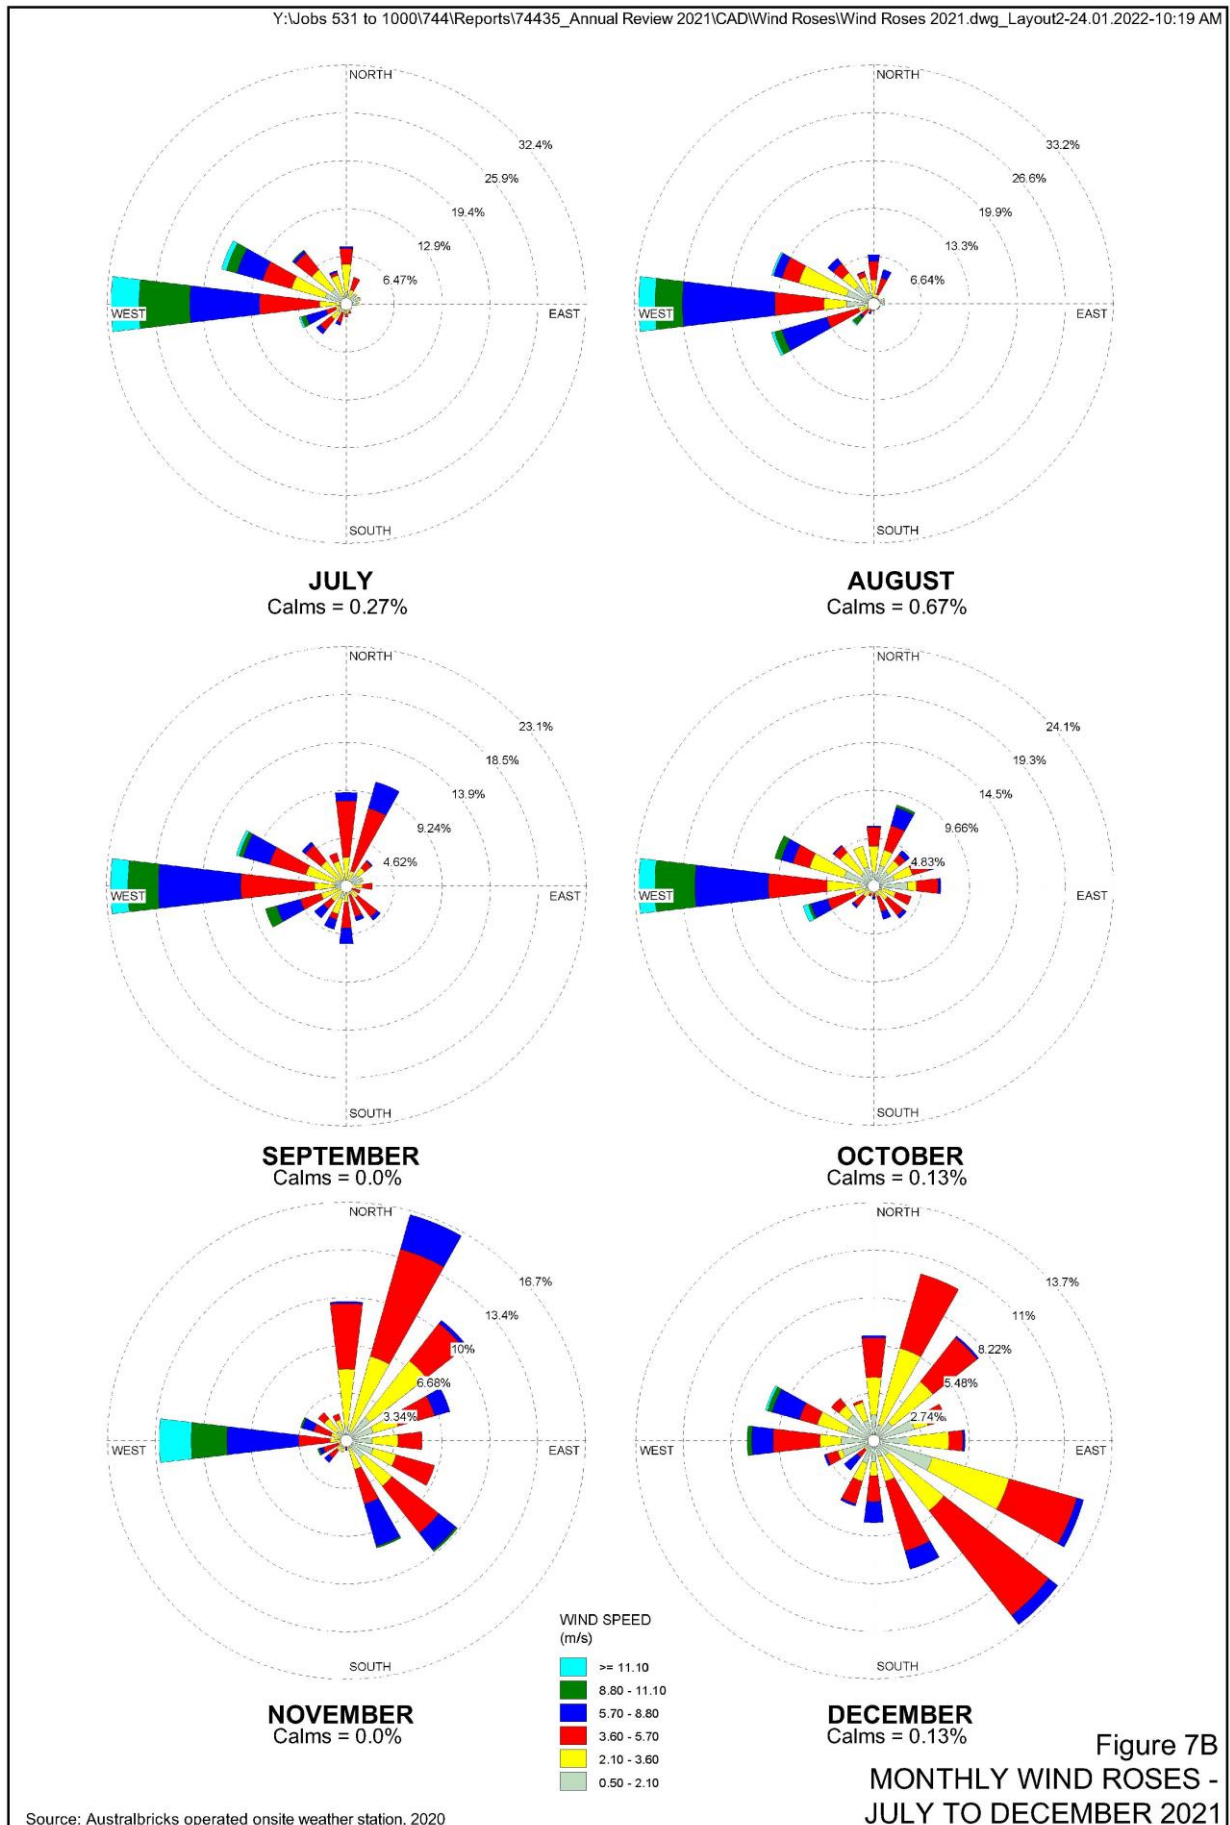 Y:\Jobs 531 to 1000\744\Reports\74435_Annual Review 2021\CAD\Wind Roses\Wind Roses 2021.dwg_Layout2-24.01.2022-10:19 AM
NORTH
32.4%
25.9%
19.4%
12.9%
6.47%
WEST
EAST
SOUTH
JULY
Calms = 0.27%
NORTH
33.2%
26.6%
19.9%
13.3%
6.64%
WEST
EAST
SOUTH
AUGUST
Calms = 0.67%
NORTH
23.1%
18.5%
13.9%
9.24%
4.62%
WEST
EAST
SOUTH
SEPTEMBER
Calms = 0.0%
NORTH
24.1%
19.3%
14.5%
9.66%
4.83%
WEST
EAST
SOUTH
OCTOBER
Calms = 0.13%
NORTH
16.7%
13.4%
10%
6.68%
3.34%
WEST
EAST
SOUTH
NOVEMBER
Calms = 0.0%
NORTH
13.7%
11%
8.22%
5.48%
2.74%
WEST
EAST
SOUTH
DECEMBER
Calms = 0.13%
WIND SPEED
(m/s)
>= 11.10
8.80 - 11.10
5.70 - 8.80
3.60 - 5.70
2.10 - 3.60
0.50 - 2.10
Figure 7B
MONTHLY WIND ROSES -
JULY TO DECEMBER 2021
Source: Australbricks operated onsite weather station, 2020